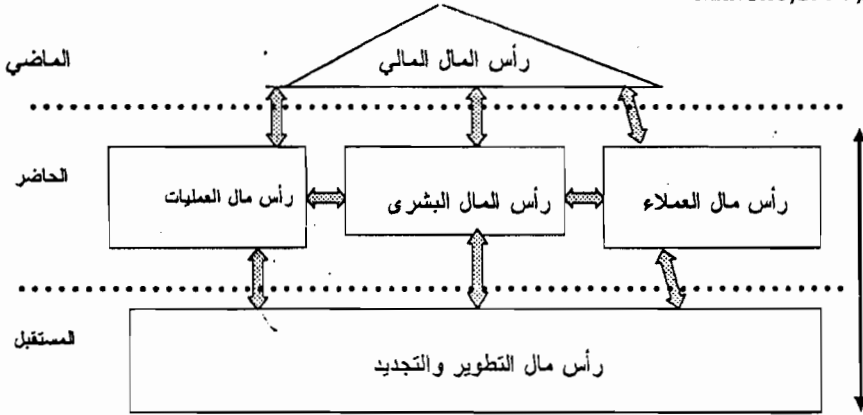 رأس المال المالي
الماضي
الحاضر
رأس مال العملاء
رأس المال البشرى
رأس مال العمليات
المستقبل
رأس مال التطوير والتجديد